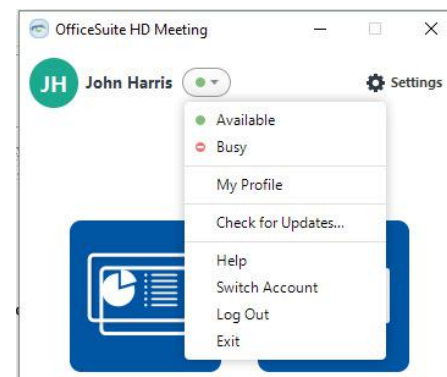 OfficeSuite HD Meeting
JH John Harris Settings
Available
Busy
My Profile
Check for Updates...
Help
Switch Account
Log Out
Exit